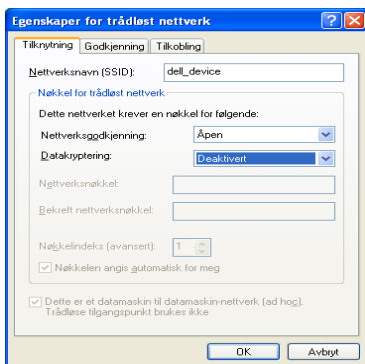 Egenskaper for trådløst nettverk
Tilknytning Godkjenning Tilkobling
Nettverksnavn (SSID): dell_device
Nøkkel for trådløst nettverk
Dette nettverket krever en nøkkel for følgende:
Nettverksgodkjenning: Åpen
Datakryptering: Deaktivert
Nettverksnøkkel:
Bekreft nettverksnøkkel:
Nøkkelindeks (avansert): 1
Nøkkelen angis automatisk for meg
Dette er et datamaskin til datamaskin-nettverk (ad hoc).
Trådløse tilgangspunkt brukes ikke
OK Avbryt